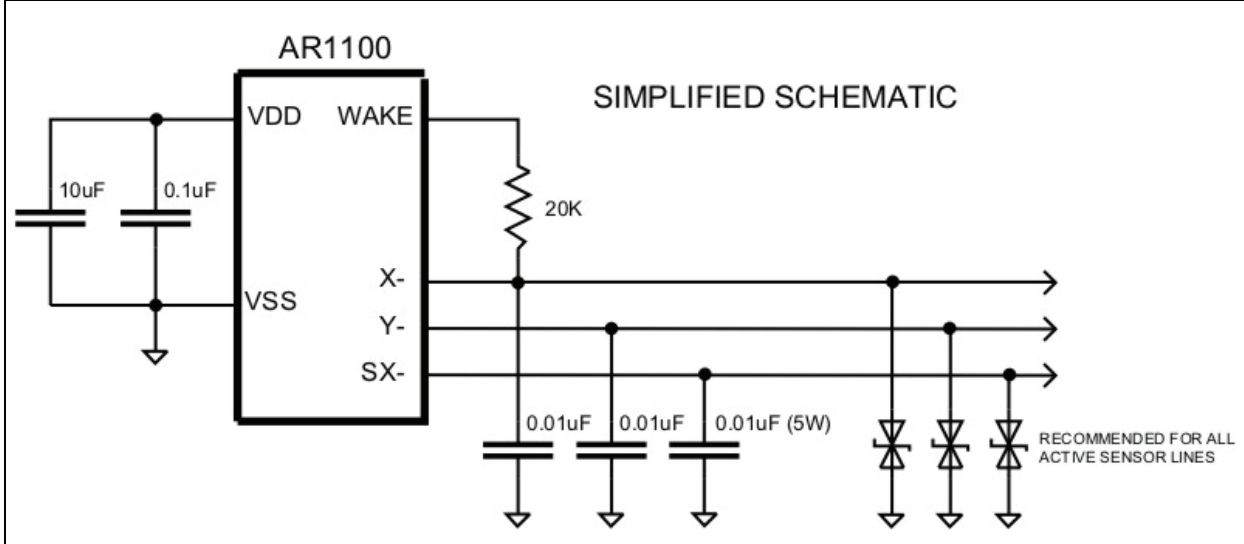 AR1100
SIMPLIFIED SCHEMATIC
VDD
WAKE
10uF
0.1uF
20K
X-
VSS
Y-
SX-
0.01uF
0.01uF
0.01uF (5W)
RECOMMENDED FOR ALL
ACTIVE SENSOR LINES